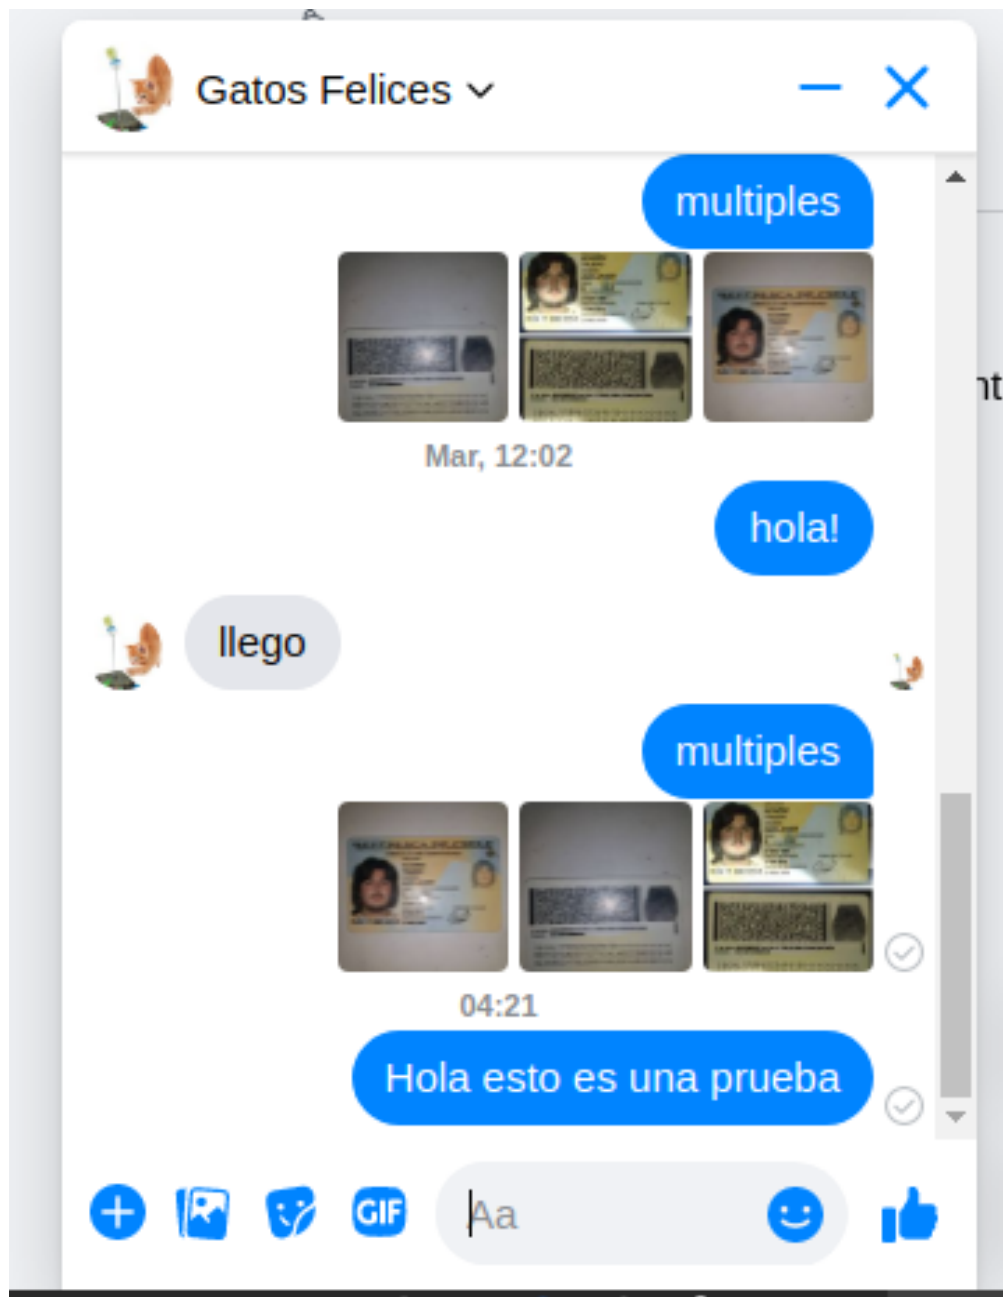 Gatos Felices
multiples
Mar, 12:02
hola!
llego
multiples
04:21
Hola esto es una prueba
GIF
Aa